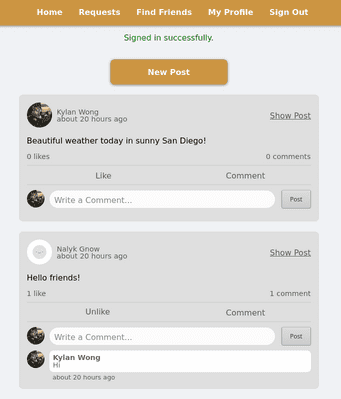 Home Requests Find Friends My Profile Sign Out
Signed in successfully.
New Post
Kylan Wong
about 20 hours ago
Show Post
Beautiful weather today in sunny San Diego!
0 likes 0 comments
Like Comment
Write a Comment... Post
Nalyk Gnow
about 20 hours ago
Show Post
Hello friends!
1 like 1 comment
Unlike Comment
Write a Comment... Post
Kylan Wong
Hi
about 20 hours ago